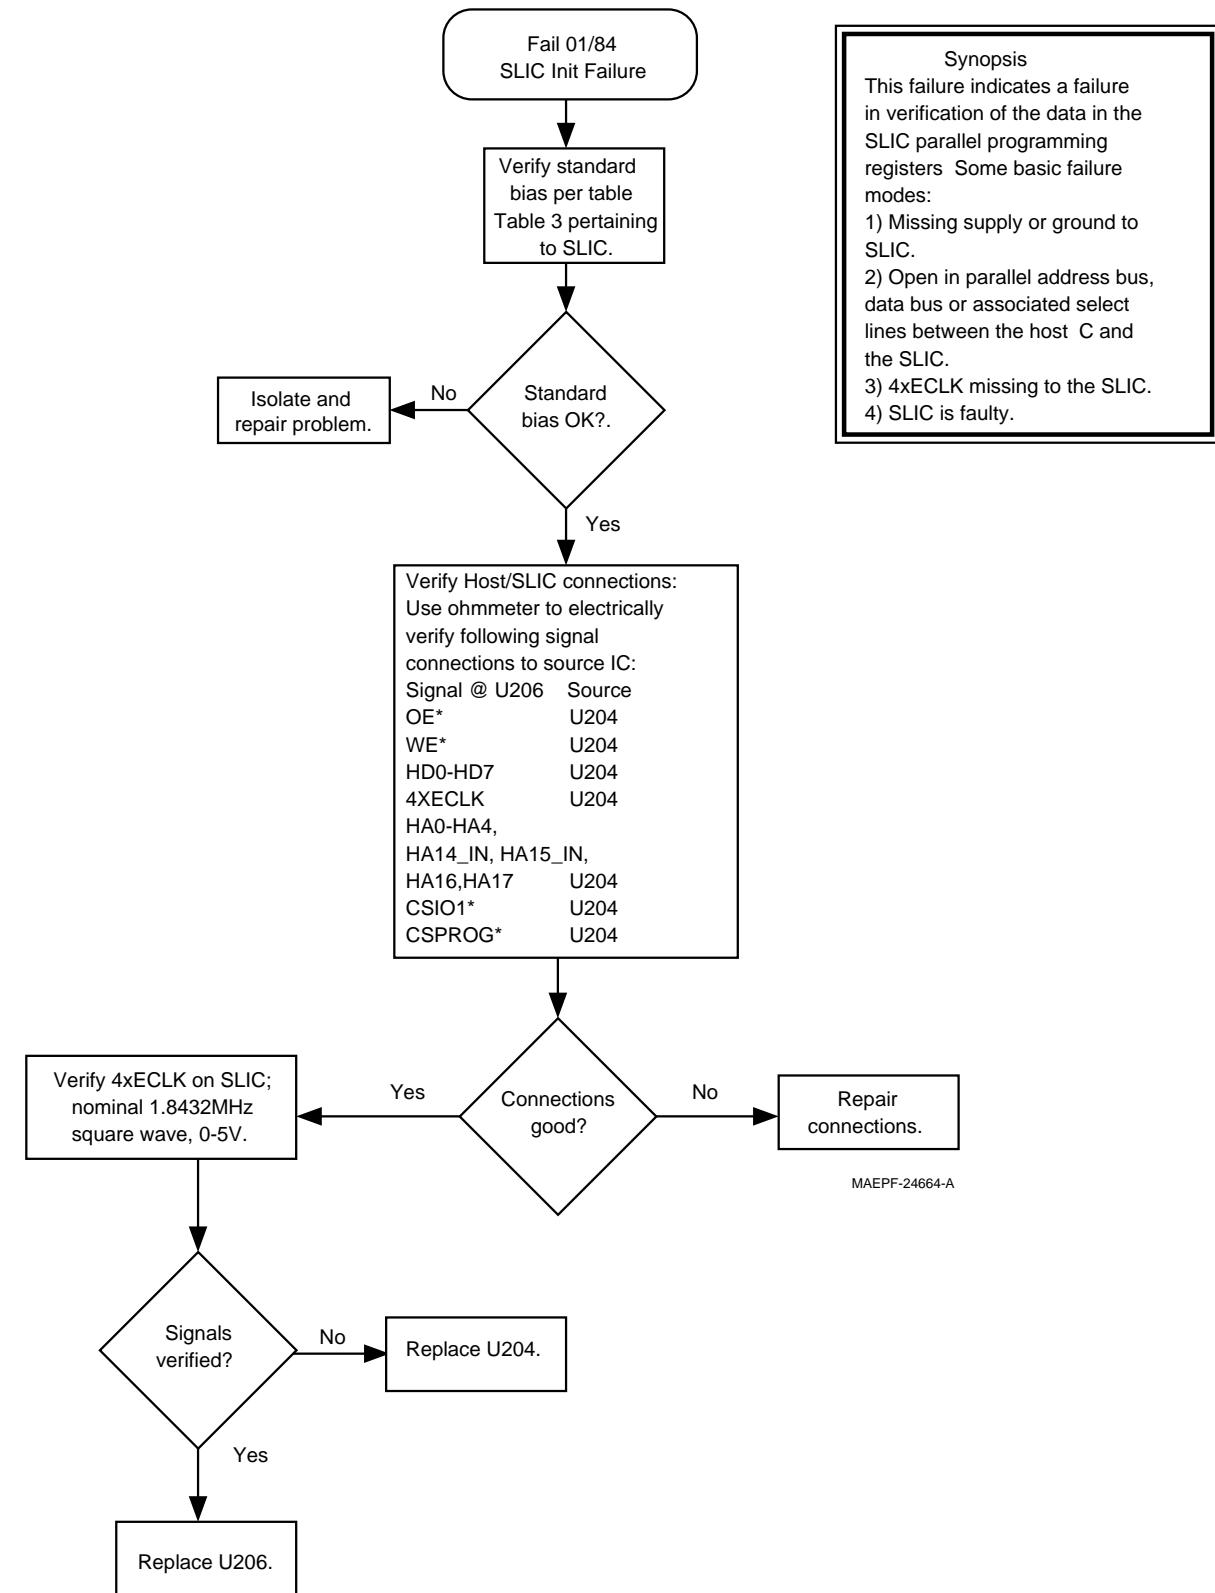 Fail 01/84
SLIC Init Failure
Synopsis
This failure indicates a failure
in verification of the data in the
SLIC parallel programming
registers  Some basic failure
modes:
1) Missing supply or ground to
SLIC.
2) Open in parallel address bus,
data bus or associated select
lines between the host  C and
the SLIC.
3) 4xECLK missing to the SLIC.
4) SLIC is faulty.
Verify standard
bias per table
Table 3 pertaining
to SLIC.
Standard
bias OK?.
No
Isolate and
repair problem.
Yes
Verify Host/SLIC connections:
Use ohmmeter to electrically
verify following signal
connections to source IC:
Signal @ U206    Source
OE*    U204
WE*    U204
HD0-HD7    U204
4XECLK    U204
HA0-HA4,
HA14_IN, HA15_IN,
HA16,HA17    U204
CSIO1*    U204
CSPROG*    U204
Connections
good?
Yes
Verify 4xECLK on SLIC;
nominal 1.8432MHz
square wave, 0-5V.
No
Repair
connections.
MAEPF-24664-A
Signals
verified?
No
Replace U204.
Yes
Replace U206.